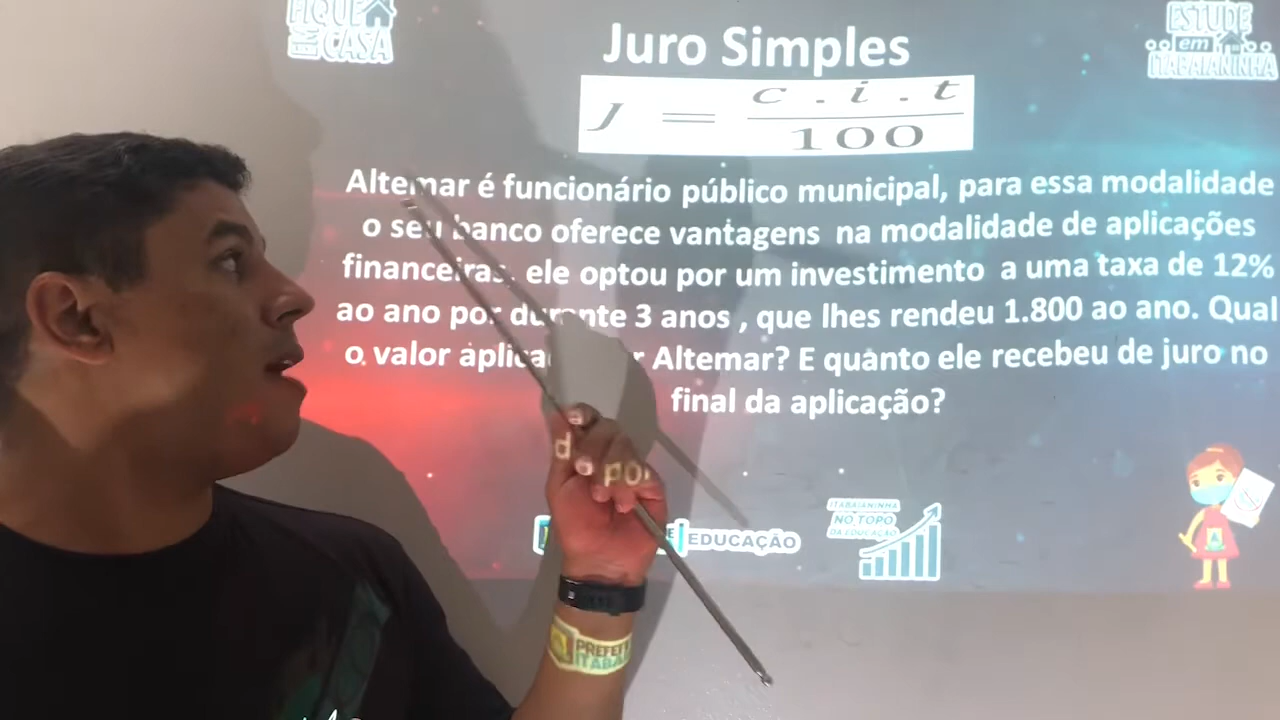 FIQUE
EM CASA
ESTUDE
em
ITABAIANINHA
Juro Simples
J = c . i . t
100
Altemar é funcionário público municipal, para essa modalidade
o seu banco oferece vantagens na modalidade de aplicações
financeiras, ele optou por um investimento a uma taxa de 12%
ao ano por durante 3 anos , que lhes rendeu 1.800 ao ano. Qual
o valor aplicad por Altemar? E quanto ele recebeu de juro no
final da aplicação?
EDUCAÇÃO
ITABAIANINHA
NO TOPO
DA EDUCAÇÃO
PREFEIT
ITABA